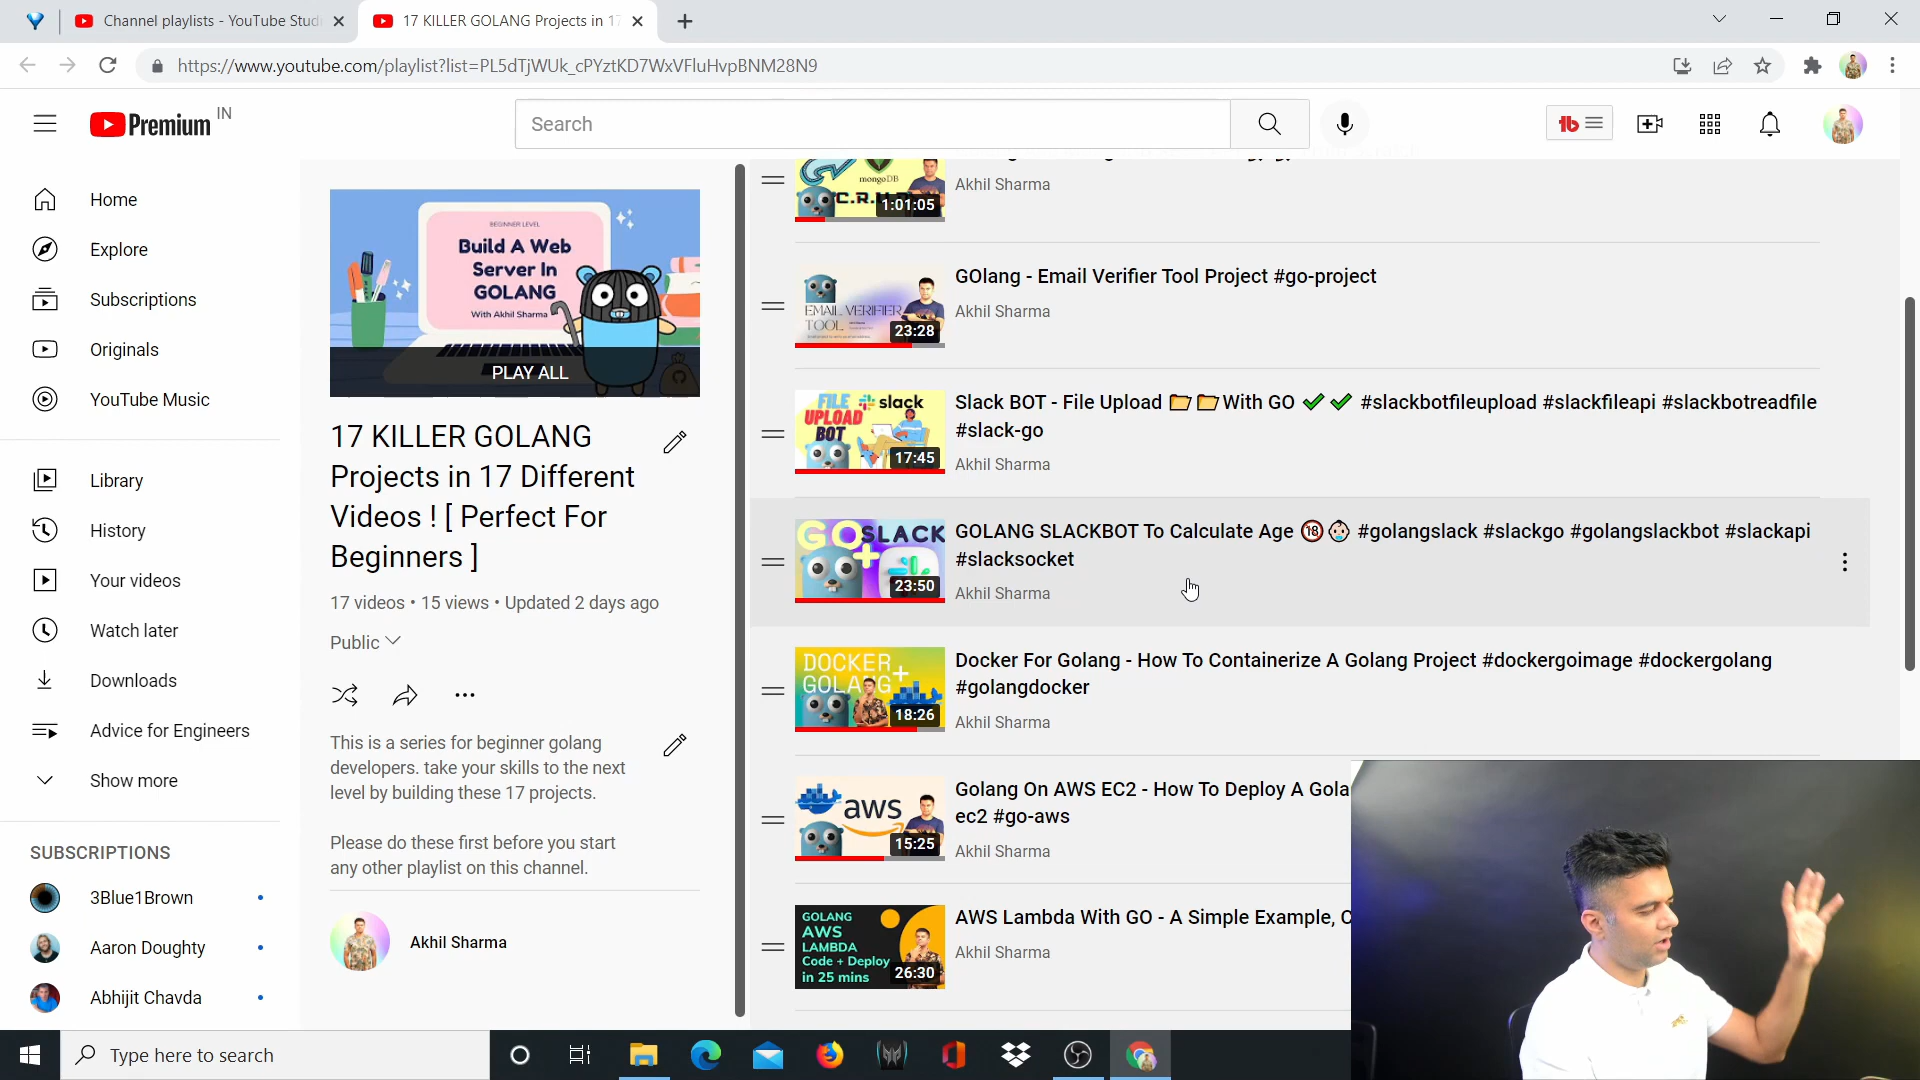 Channel playlists - YouTube Studi
17 KILLER GOLANG Projects in 17
https://www.youtube.com/playlist?list=PL5dTjWUk_cPYztKD7WxVFluHvpBNM28N9
Premium IN
Search
Home
Explore
Subscriptions
Originals
YouTube Music
Library
History
Your videos
Watch later
Downloads
Advice for Engineers
Show more
SUBSCRIPTIONS
3Blue1Brown
Aaron Doughty
Abhijit Chavda
BEGINNER LEVEL
Build A Web
Server In
GOLANG
With Akhil Sharma
PLAY ALL
17 KILLER GOLANG
Projects in 17 Different
Videos ! [ Perfect For
Beginners ]
17 videos • 15 views • Updated 2 days ago
Public
This is a series for beginner golang
developers. take your skills to the next
level by building these 17 projects.
Please do these first before you start
any other playlist on this channel.
Akhil Sharma
mongoDB
C.R.U.D
1:01:05
Akhil Sharma
EMAIL VERIFIER
TOOL
23:28
GOlang - Email Verifier Tool Project #go-project
Akhil Sharma
FILE
UPLOAD
BOT
slack
17:45
Slack BOT - File Upload 📂 📂With GO ✔ ✔ #slackbotfileupload #slackfileapi #slackbotreadfile
#slack-go
Akhil Sharma
GO SLACK
+
23:50
GOLANG SLACKBOT To Calculate Age 🔞 👶 #golangslack #slackgo #golangslackbot #slackapi
#slacksocket
Akhil Sharma
DOCKER
+
GOLANG
18:26
Docker For Golang - How To Containerize A Golang Project #dockergoimage #dockergolang
#golangdocker
Akhil Sharma
aws
15:25
Golang On AWS EC2 - How To Deploy A Gola
ec2 #go-aws
Akhil Sharma
GOLANG
AWS
LAMBDA
Code + Deploy
in 25 mins
26:30
AWS Lambda With GO - A Simple Example, C
Akhil Sharma
Type here to search